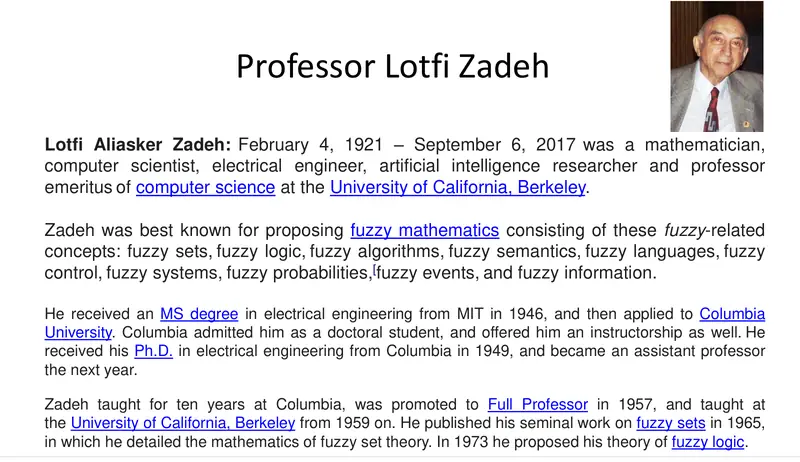 Professor Lotfi Zadeh
Lotfi Aliasker Zadeh: February 4, 1921 – September 6, 2017 was a mathematician,
computer scientist, electrical engineer, artificial intelligence researcher and professor
emeritus of computer science at the University of California, Berkeley.
Zadeh was best known for proposing fuzzy mathematics consisting of these fuzzy-related
concepts: fuzzy sets, fuzzy logic, fuzzy algorithms, fuzzy semantics, fuzzy languages, fuzzy
control, fuzzy systems, fuzzy probabilities,[fuzzy events, and fuzzy information.
He received an MS degree in electrical engineering from MIT in 1946, and then applied to Columbia
University. Columbia admitted him as a doctoral student, and offered him an instructorship as well. He
received his Ph.D. in electrical engineering from Columbia in 1949, and became an assistant professor
the next year.
Zadeh taught for ten years at Columbia, was promoted to Full Professor in 1957, and taught at
the University of California, Berkeley from 1959 on. He published his seminal work on fuzzy sets in 1965,
in which he detailed the mathematics of fuzzy set theory. In 1973 he proposed his theory of fuzzy logic.